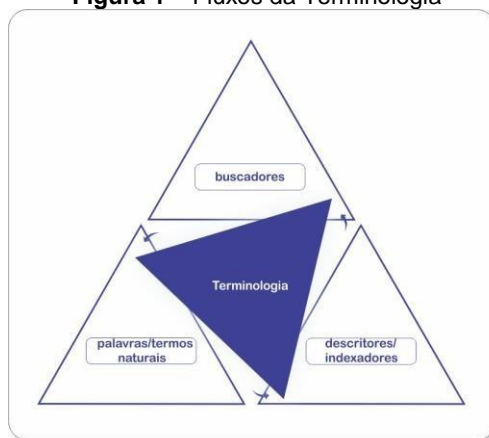 Figura 1 – Fluxos da Terminologia
buscadores
Terminologia
palavras/termos
naturais
descritores/
indexadores